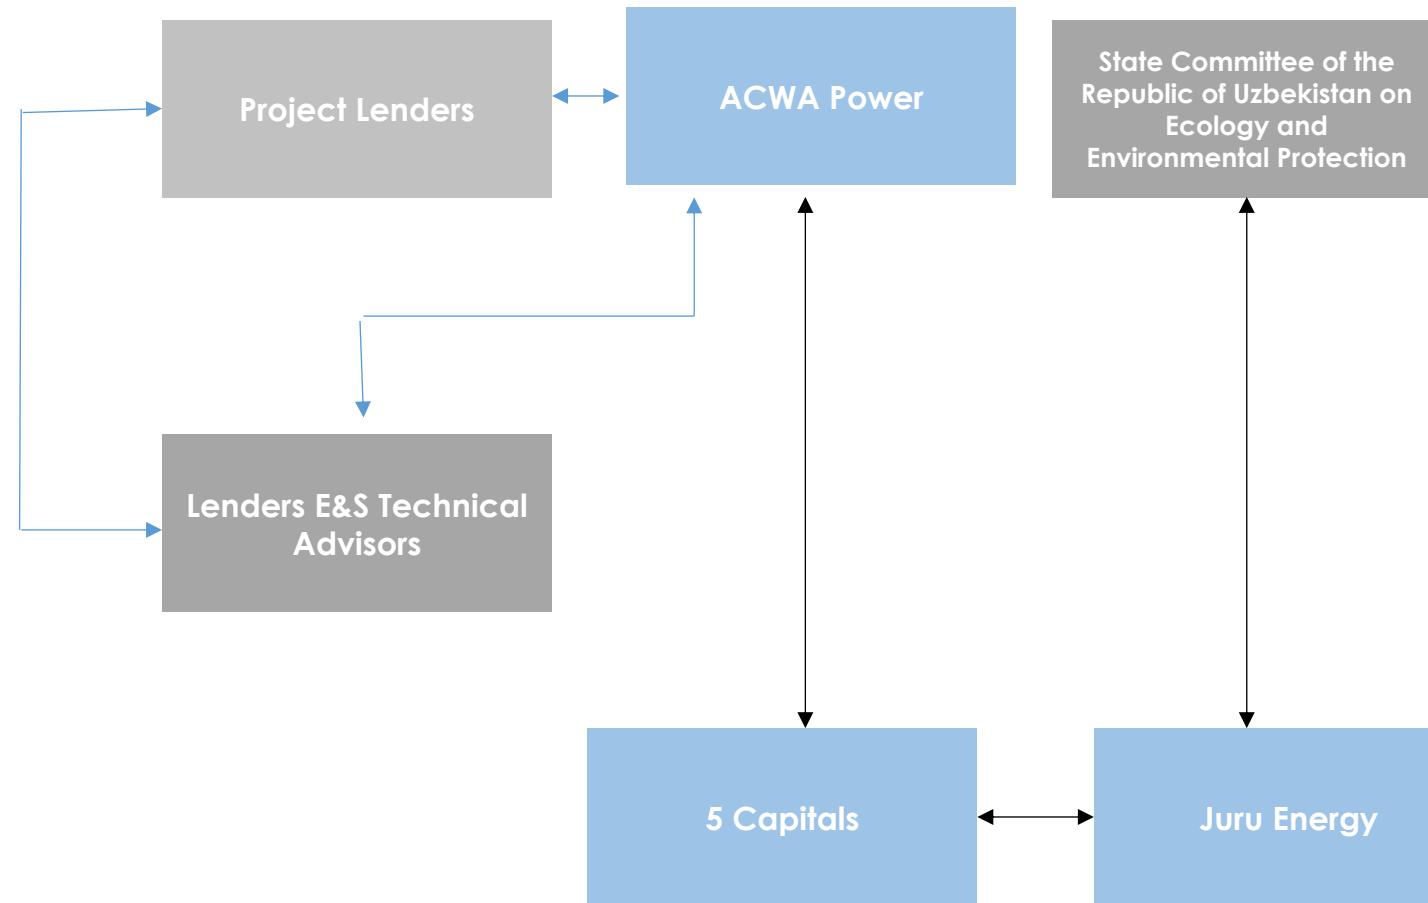 Project Lenders
ACWA Power
State Committee of the
Republic of Uzbekistan on
Ecology and
Environmental Protection
Lenders E&S Technical
Advisors
5 Capitals
Juru Energy